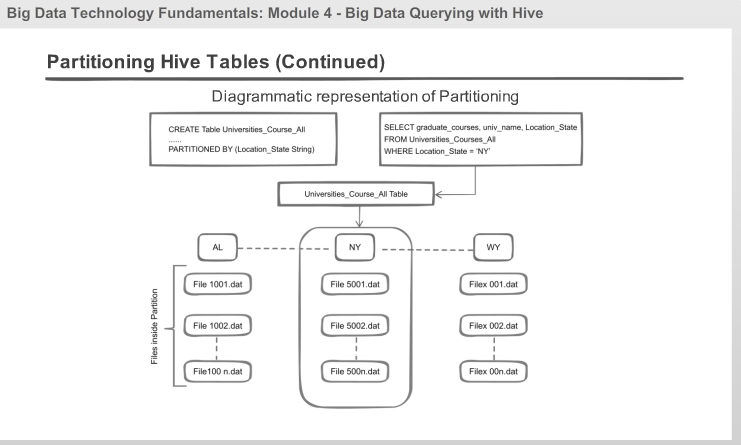 Big Data Technology Fundamentals: Module 4 - Big Data Querying with Hive
Partitioning Hive Tables (Continued)
Diagrammatic representation of Partitioning
CREATE Table Universities_Course_All
......
PARTITIONED BY (Location_State String)
SELECT graduate_courses, univ_name, Location_State
FROM Universities_Courses_All
WHERE Location_State = 'NY'
Universities_Course_All Table
AL
NY
WY
Files inside Partition
File 1001.dat
File 5001.dat
Filex 001.dat
File 1002.dat
File 5002.dat
Filex 002.dat
File100 n.dat
File 500n.dat
Filex 00n.dat